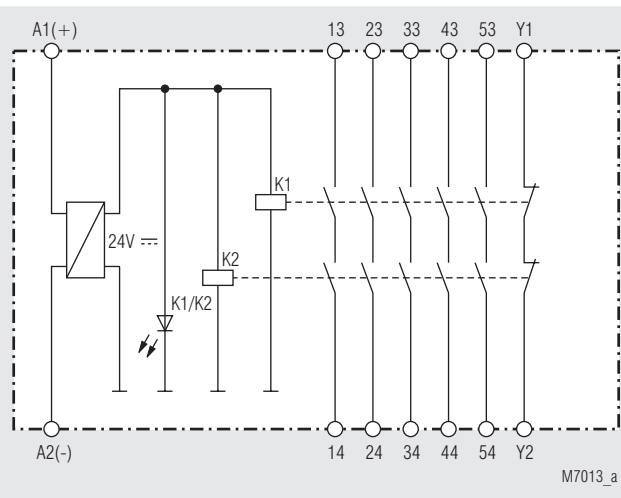 A1(+) 13 23 33 43 53 Y1
K1
24V
K2
K1/K2
A2(-) 14 24 34 44 54 Y2
M7013_a